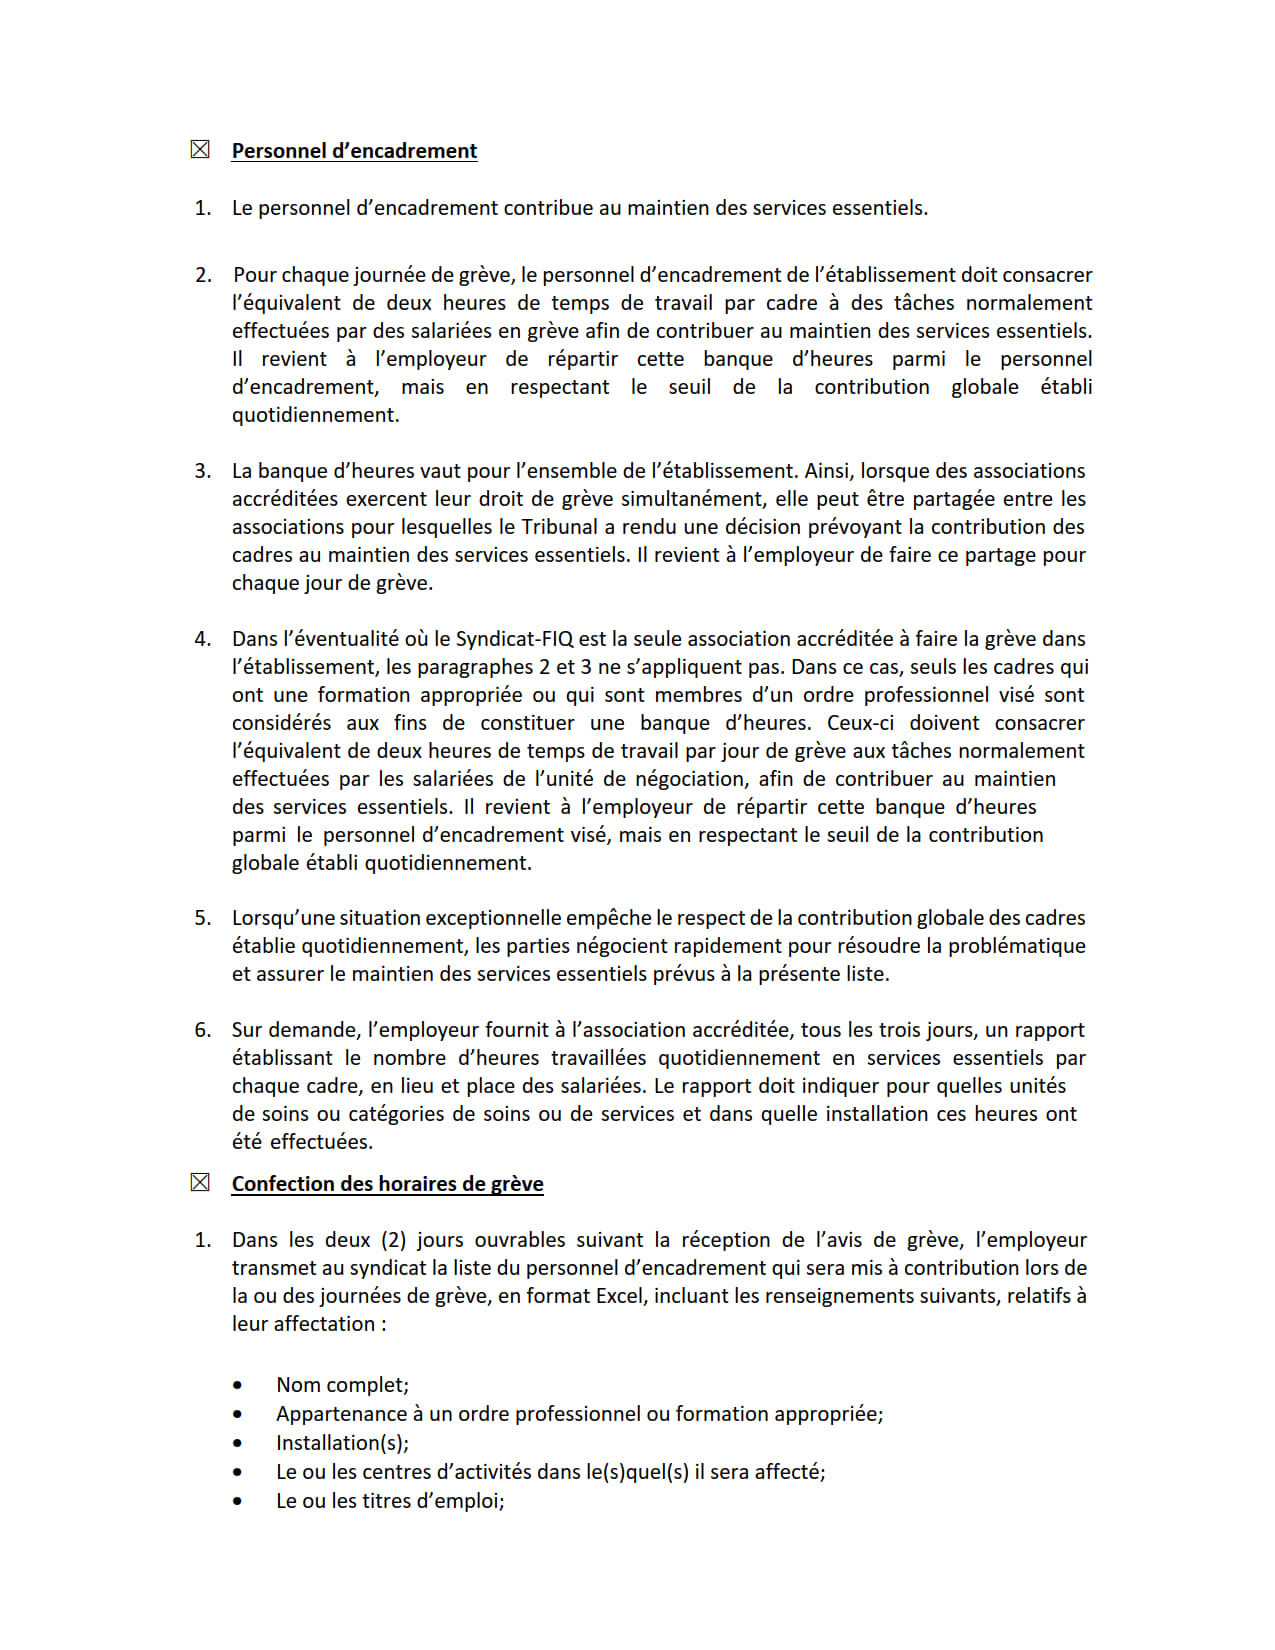 ☒ Personnel d’encadrement
1. Le personnel d’encadrement contribue au maintien des services essentiels.
2. Pour chaque journée de grève, le personnel d’encadrement de l’établissement doit consacrer
l’équivalent de deux heures de temps de travail par cadre à des tâches normalement
effectuées par des salariées en grève afin de contribuer au maintien des services essentiels.
Il revient à l’employeur de répartir cette banque d’heures parmi le personnel
d’encadrement, mais en respectant le seuil de la contribution globale établi
quotidiennement.
3. La banque d’heures vaut pour l’ensemble de l’établissement. Ainsi, lorsque des associations
accréditées exercent leur droit de grève simultanément, elle peut être partagée entre les
associations pour lesquelles le Tribunal a rendu une décision prévoyant la contribution des
cadres au maintien des services essentiels. Il revient à l’employeur de faire ce partage pour
chaque jour de grève.
4. Dans l’éventualité où le Syndicat-FIQ est la seule association accréditée à faire la grève dans
l’établissement, les paragraphes 2 et 3 ne s’appliquent pas. Dans ce cas, seuls les cadres qui
ont une formation appropriée ou qui sont membres d’un ordre professionnel visé sont
considérés aux fins de constituer une banque d’heures. Ceux-ci doivent consacrer
l’équivalent de deux heures de temps de travail par jour de grève aux tâches normalement
effectuées par les salariées de l’unité de négociation, afin de contribuer au maintien
des services essentiels. Il revient à l’employeur de répartir cette banque d’heures
parmi le personnel d’encadrement visé, mais en respectant le seuil de la contribution
globale établi quotidiennement.
5. Lorsqu’une situation exceptionnelle empêche le respect de la contribution globale des cadres
établie quotidiennement, les parties négocient rapidement pour résoudre la problématique
et assurer le maintien des services essentiels prévus à la présente liste.
6. Sur demande, l’employeur fournit à l’association accréditée, tous les trois jours, un rapport
établissant le nombre d’heures travaillées quotidiennement en services essentiels par
chaque cadre, en lieu et place des salariées. Le rapport doit indiquer pour quelles unités
de soins ou catégories de soins ou de services et dans quelle installation ces heures ont
été effectuées.
☒ Confection des horaires de grève
1. Dans les deux (2) jours ouvrables suivant la réception de l’avis de grève, l’employeur
transmet au syndicat la liste du personnel d’encadrement qui sera mis à contribution lors de
la ou des journées de grève, en format Excel, incluant les renseignements suivants, relatifs à
leur affectation :
• Nom complet;
• Appartenance à un ordre professionnel ou formation appropriée;
• Installation(s);
• Le ou les centres d’activités dans le(s)quel(s) il sera affecté;
• Le ou les titres d’emploi;